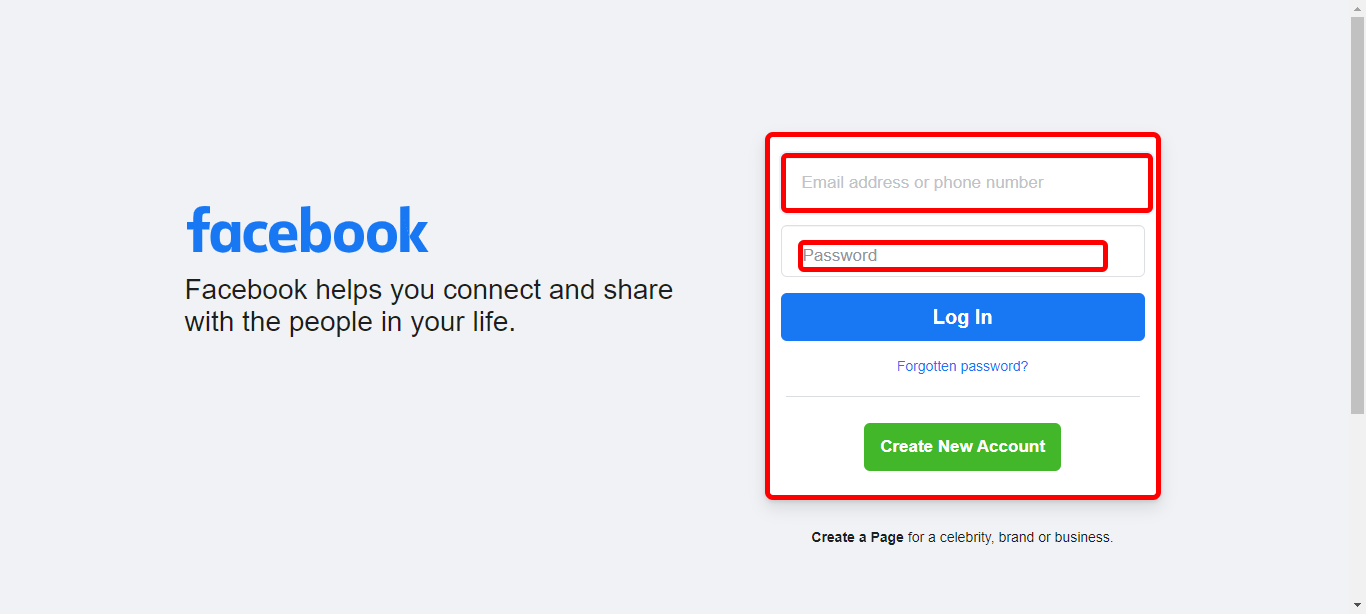 facebook
Facebook helps you connect and share
with the people in your life.
Email address or phone number
Password
Log In
Forgotten password?
Create New Account
Create a Page for a celebrity, brand or business.